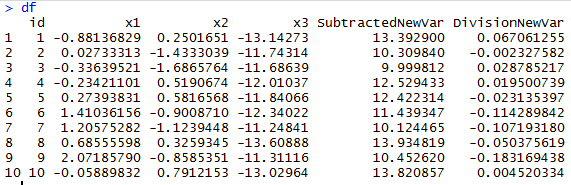 > df
id x1 x2 x3 SubtractedNewVar DivisionNewVar
1 1 -0.88136829 0.2501651 -13.14273 13.392900 0.067061255
2 2 0.02733313 -1.4333039 -11.74314 10.309840 -0.002327582
3 3 -0.33639521 -1.6865764 -11.68639 9.999812 0.028785217
4 4 -0.23421101 0.5190674 -12.01037 12.529433 0.019500739
5 5 0.27393831 0.5816568 -11.84066 12.422314 -0.023135397
6 6 1.41036156 -0.9008710 -12.34022 11.439347 -0.114289842
7 7 1.20575282 -1.1239448 -11.24841 10.124465 -0.107193180
8 8 0.68555598 0.3259345 -13.60888 13.934819 -0.050375619
9 9 2.07185790 -0.8585351 -11.31116 10.452620 -0.183169438
10 10 -0.05889832 0.7912153 -13.02964 13.820857 0.004520334